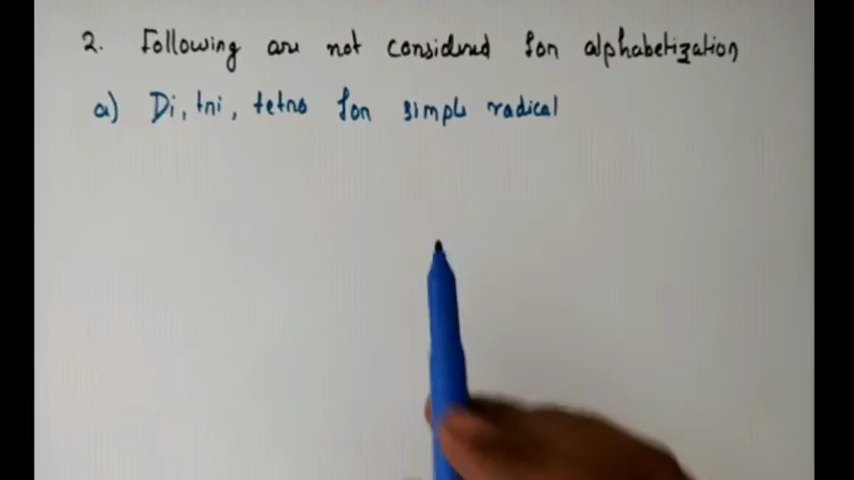 2. Following are not considered for alphabetization
a) Di, tri, tetra for simple radical